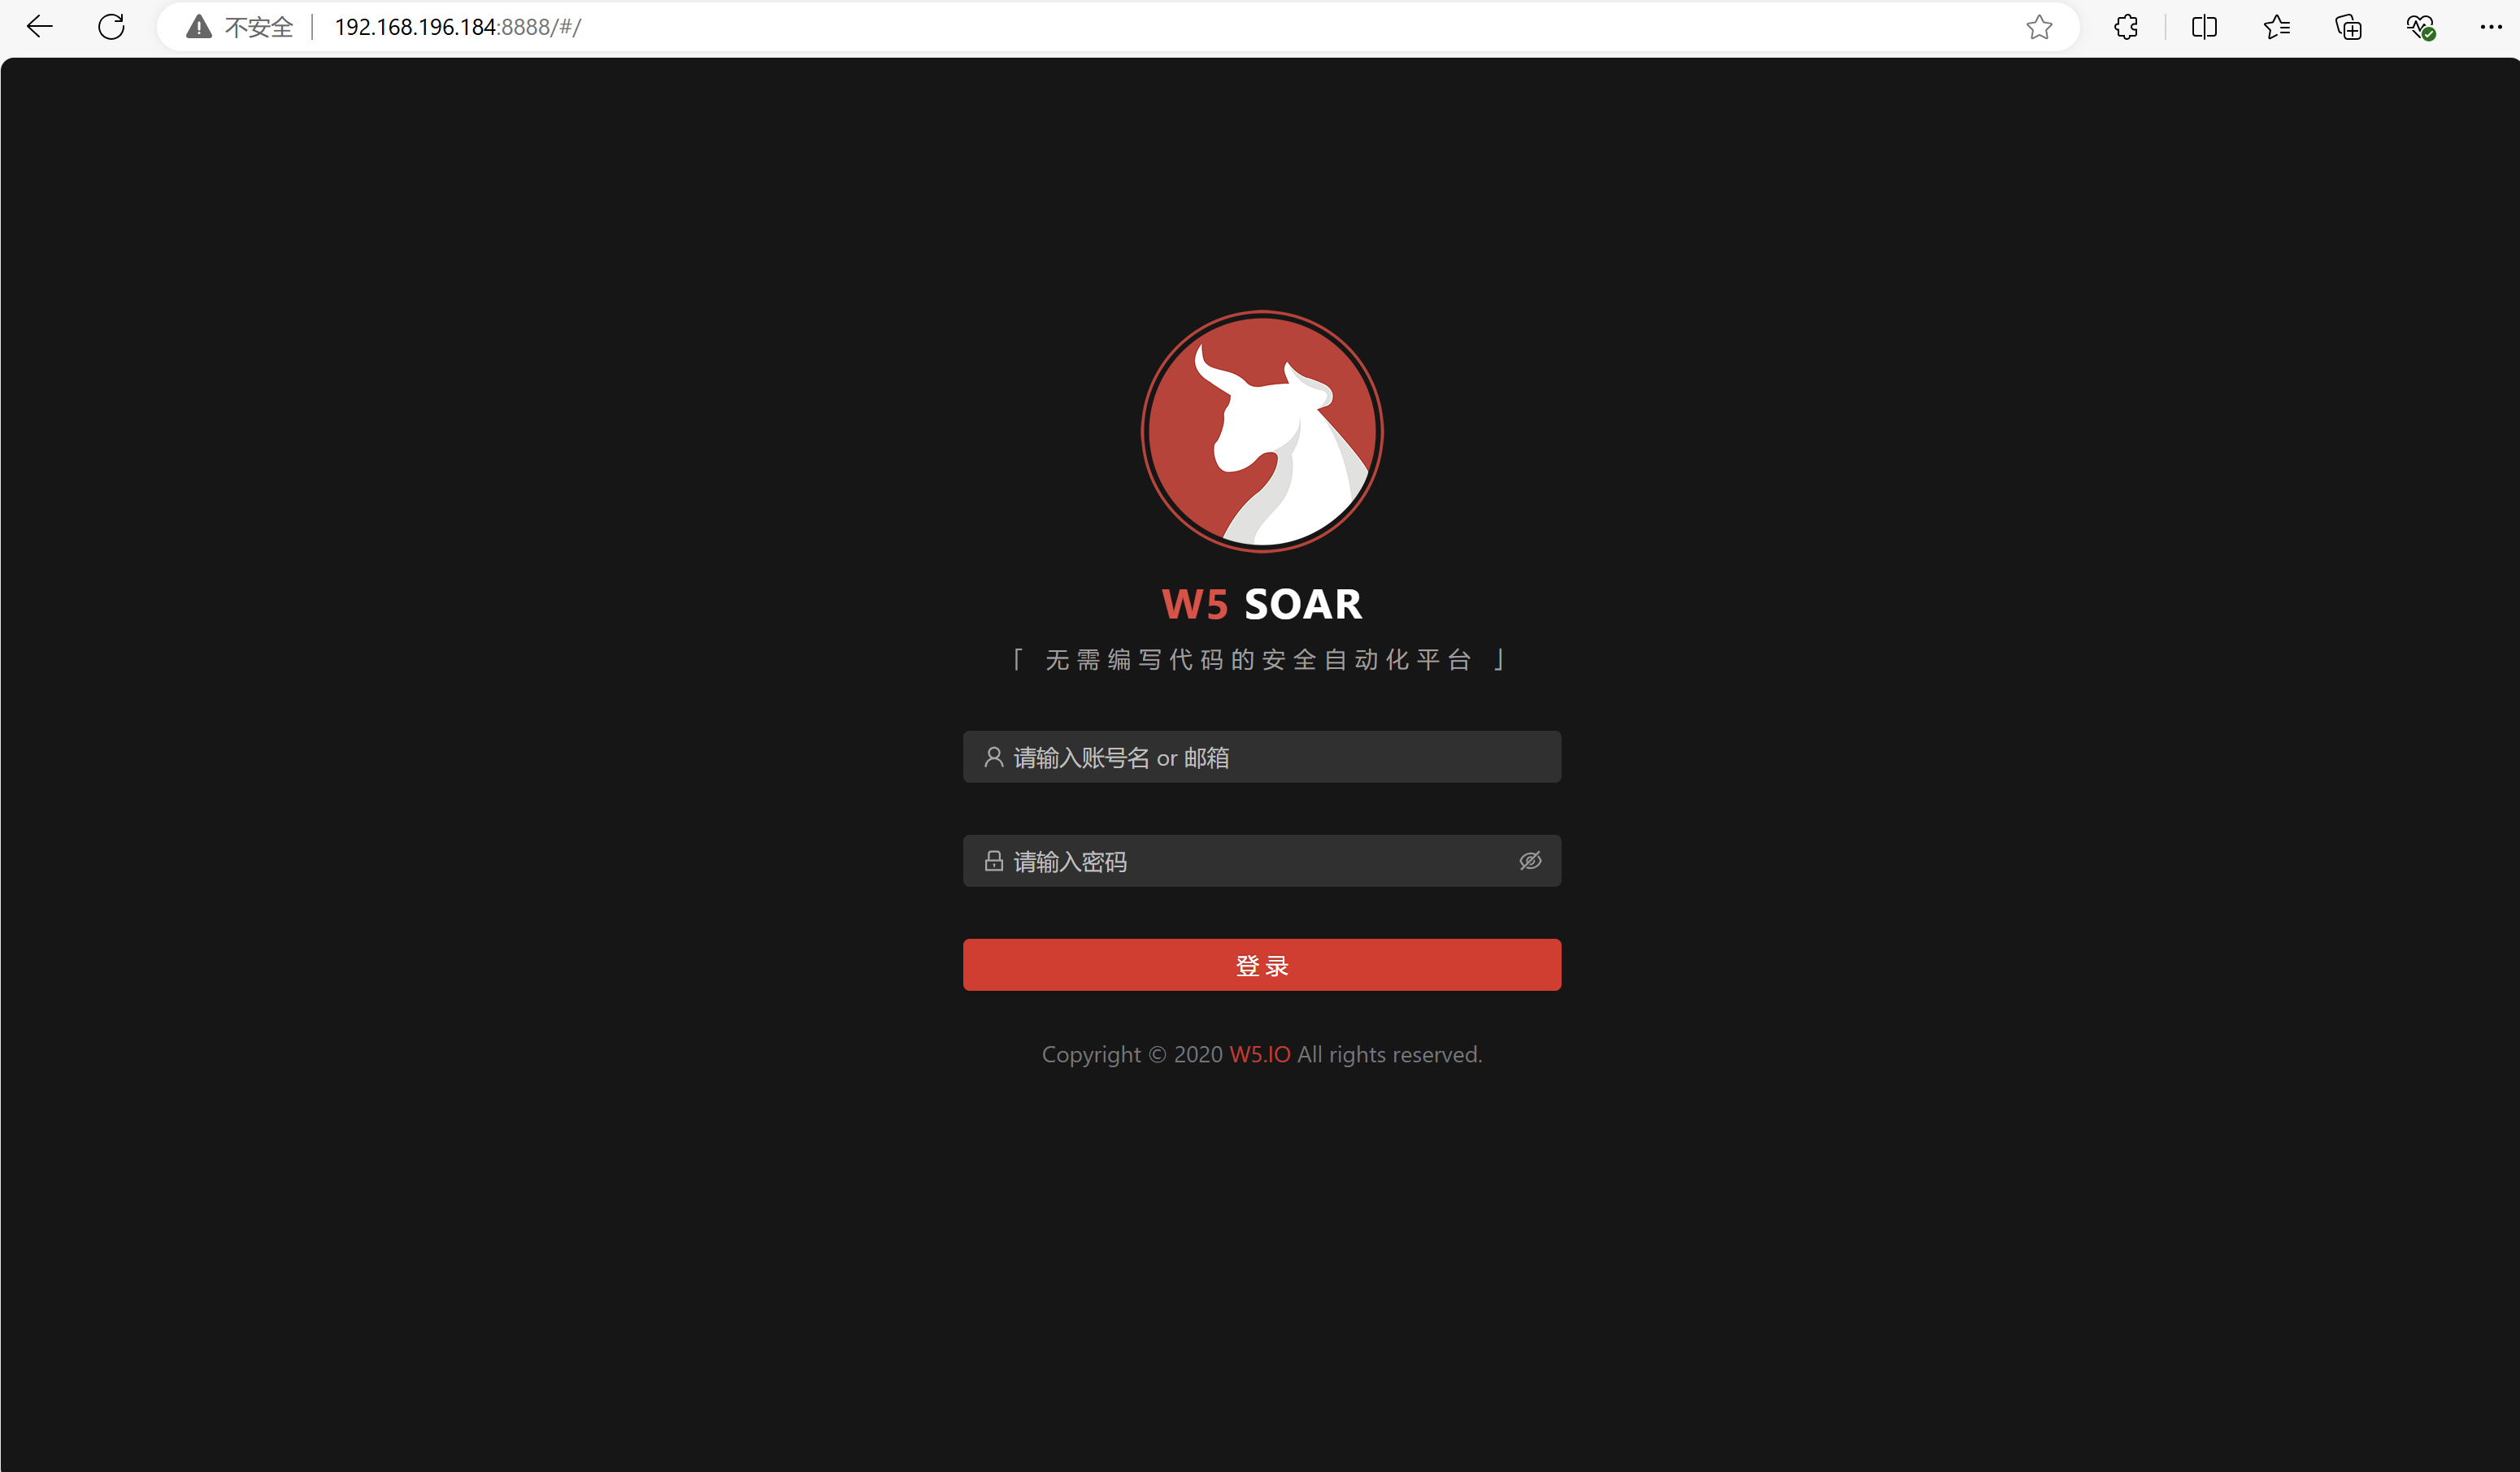 不安全 192.168.196.184:8888/#/
W5 SOAR
「 无需编写代码的安全自动化平台 」
请输入账号名 or 邮箱
请输入密码
登录
Copyright © 2020 W5.IO All rights reserved.